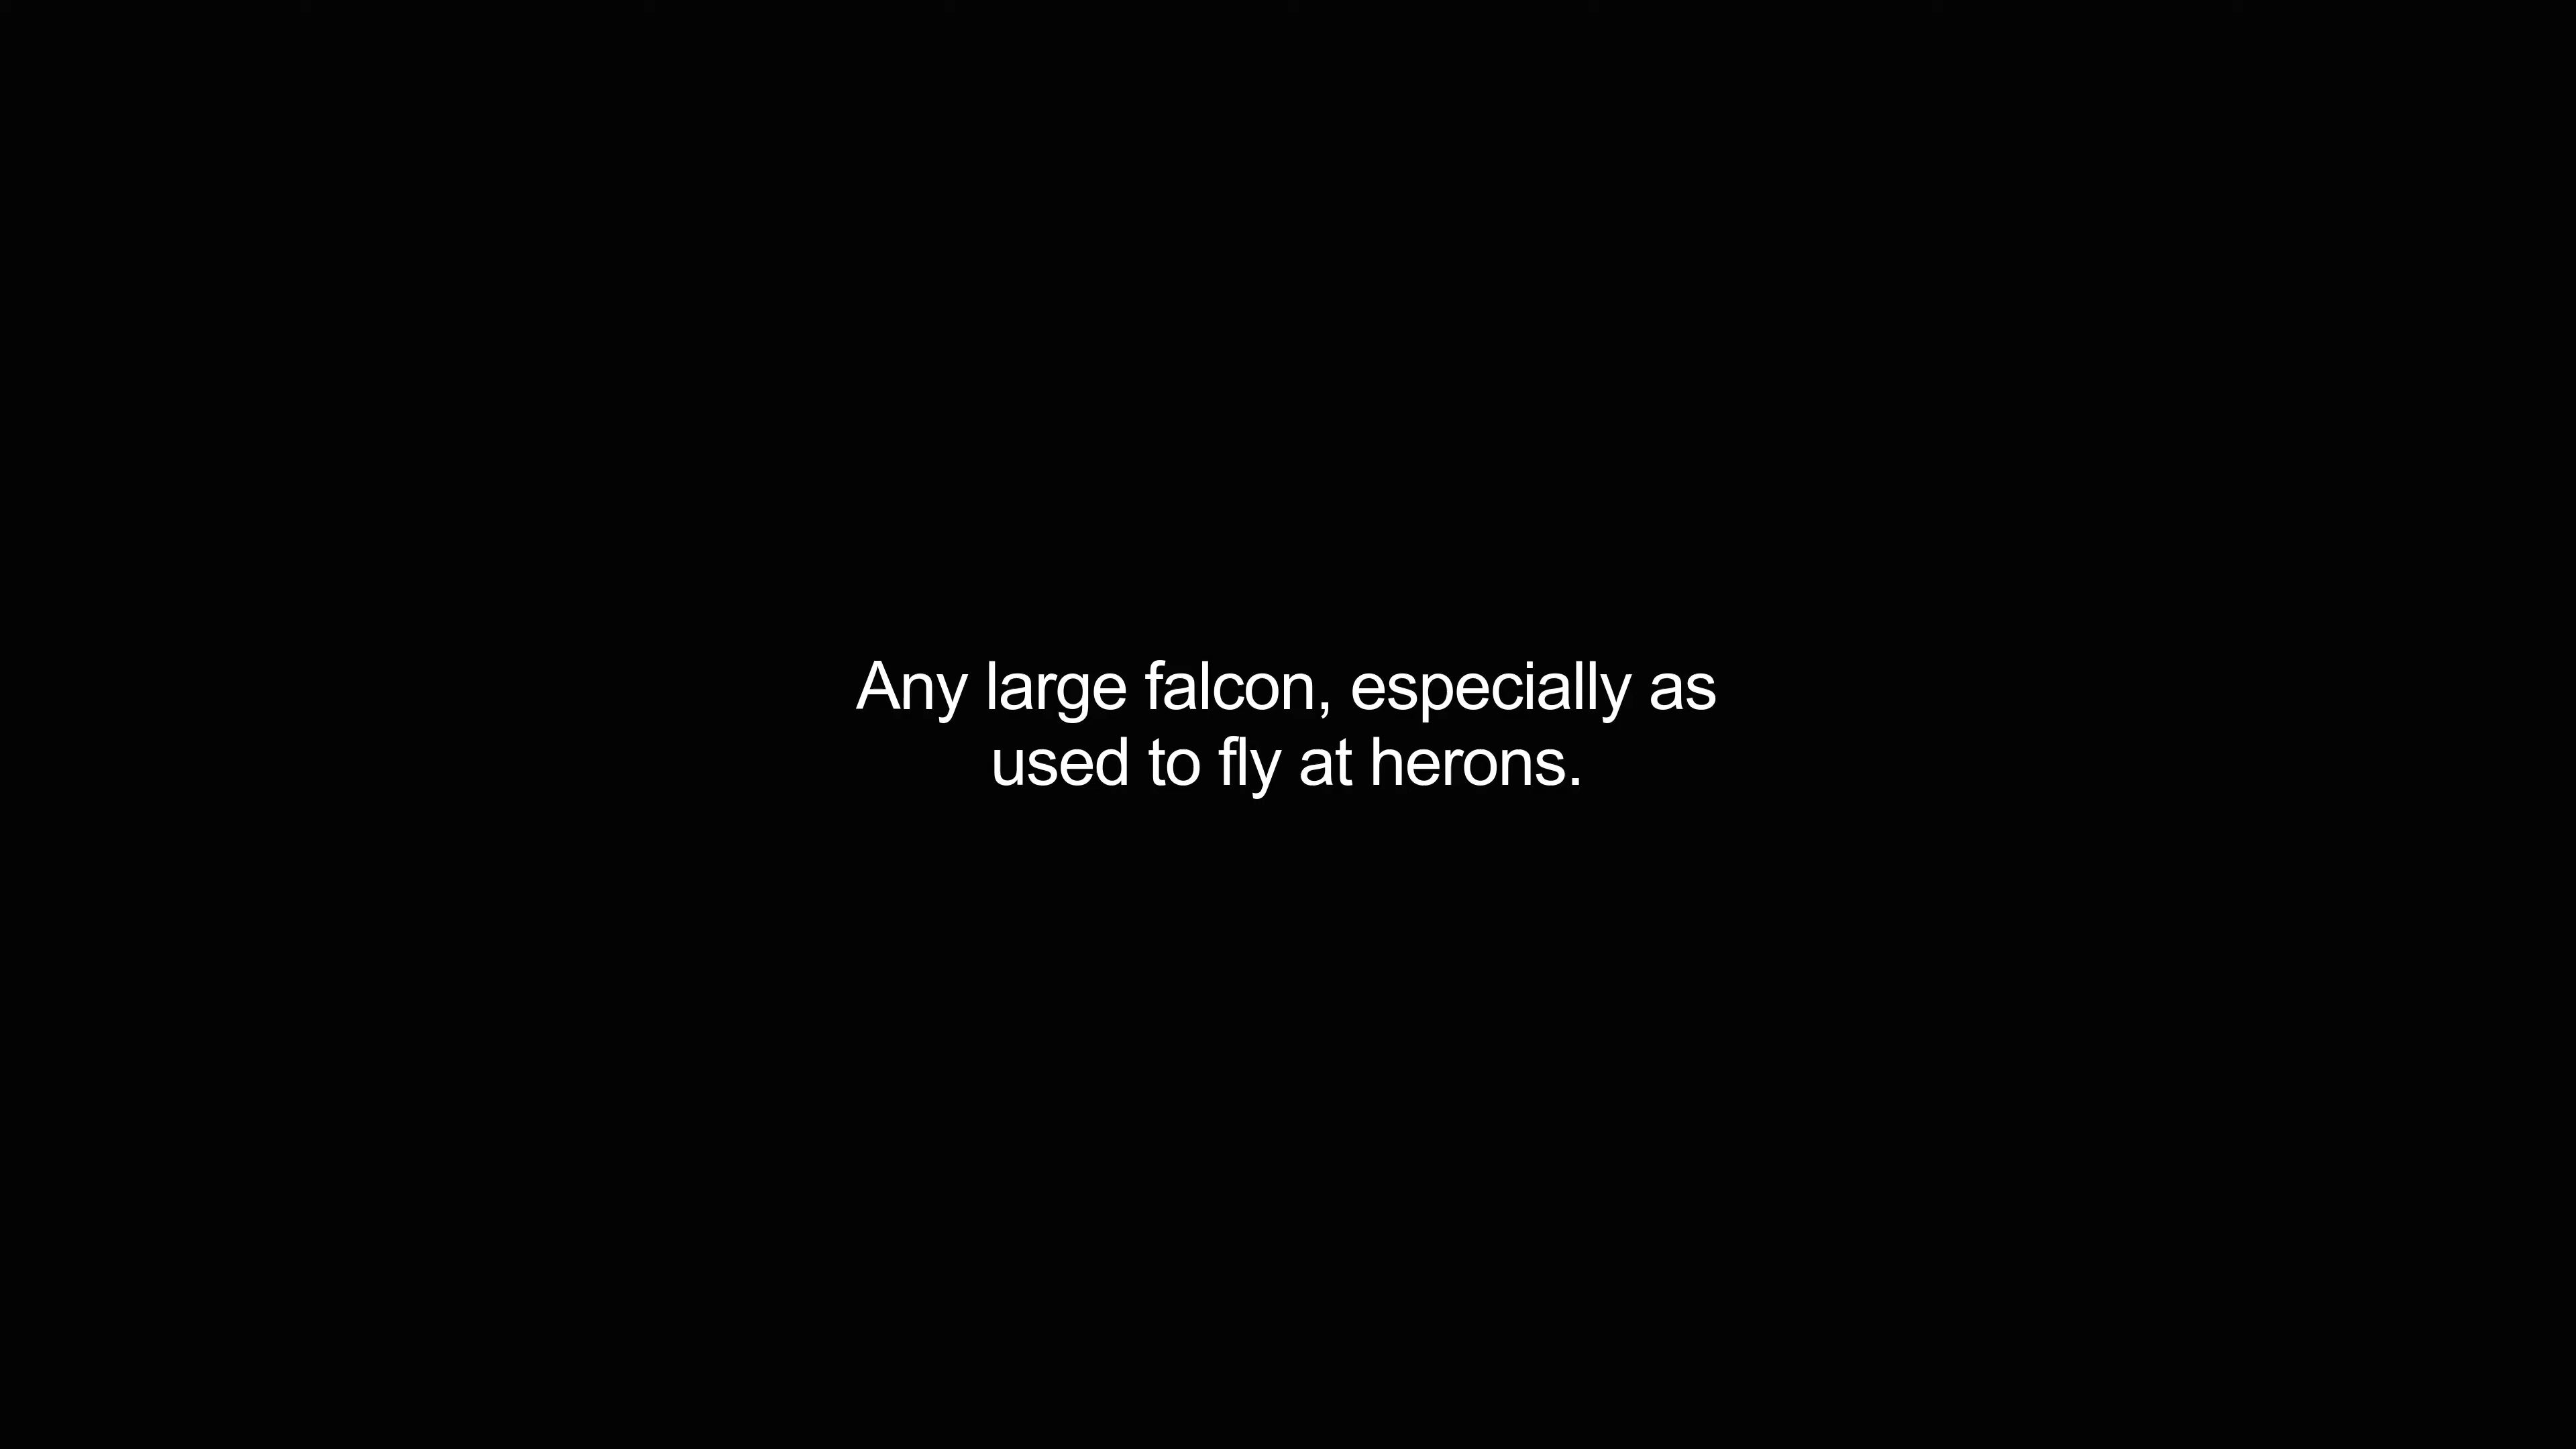 Any large falcon, especially as
used to fly at herons.